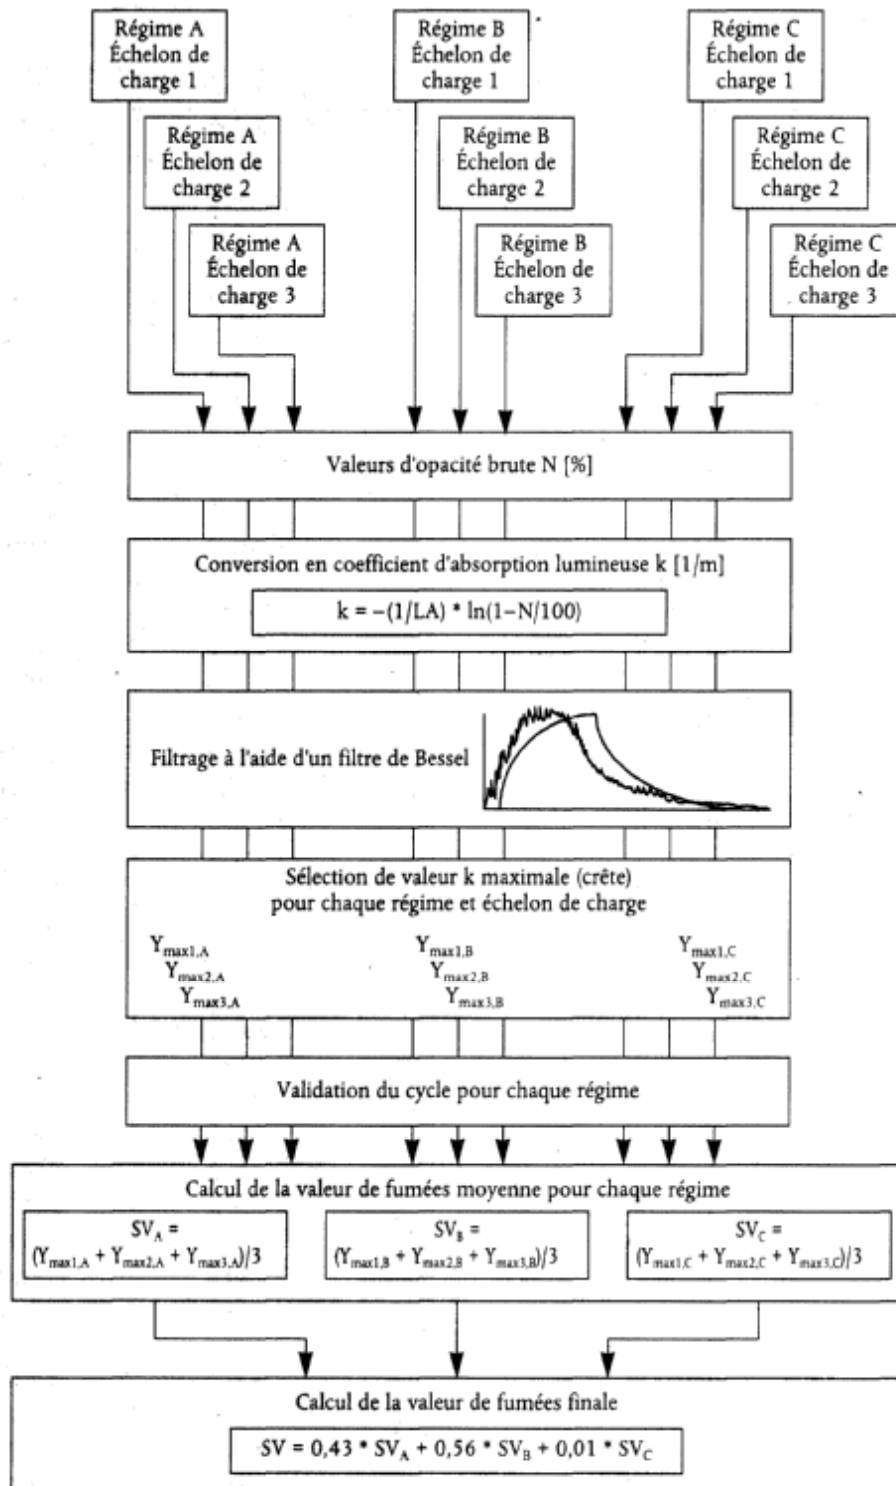 Régime A
Échelon de
charge 1
Régime B
Échelon de
charge 1
Régime C
Échelon de
charge 1
Régime A
Échelon de
charge 2
Régime B
Échelon de
charge 2
Régime C
Échelon de
charge 2
Régime A
Échelon de
charge 3
Régime B
Échelon de
charge 3
Régime C
Échelon de
charge 3
Valeurs d'opacité brute N [%]
Conversion en coefficient d'absorption lumineuse k [1/m]
k = –(1/LA) * ln(1–N/100)
Filtrage à l'aide d'un filtre de Bessel
Sélection de valeur k maximale (crête)
pour chaque régime et échelon de charge
Ymax1,A Ymax1,B Ymax1,C
Ymax2,A Ymax2,B Ymax2,C
Ymax3,A Ymax3,B Ymax3,C
Validation du cycle pour chaque régime
Calcul de la valeur de fumées moyenne pour chaque régime
SVA =
(Ymax1,A + Ymax2,A + Ymax3,A)/3
SVB =
(Ymax1,B + Ymax2,B + Ymax3,B)/3
SVC =
(Ymax1,C + Ymax2,C + Ymax3,C)/3
Calcul de la valeur de fumées finale
SV = 0,43 * SVA + 0,56 * SVB + 0,01 * SVC